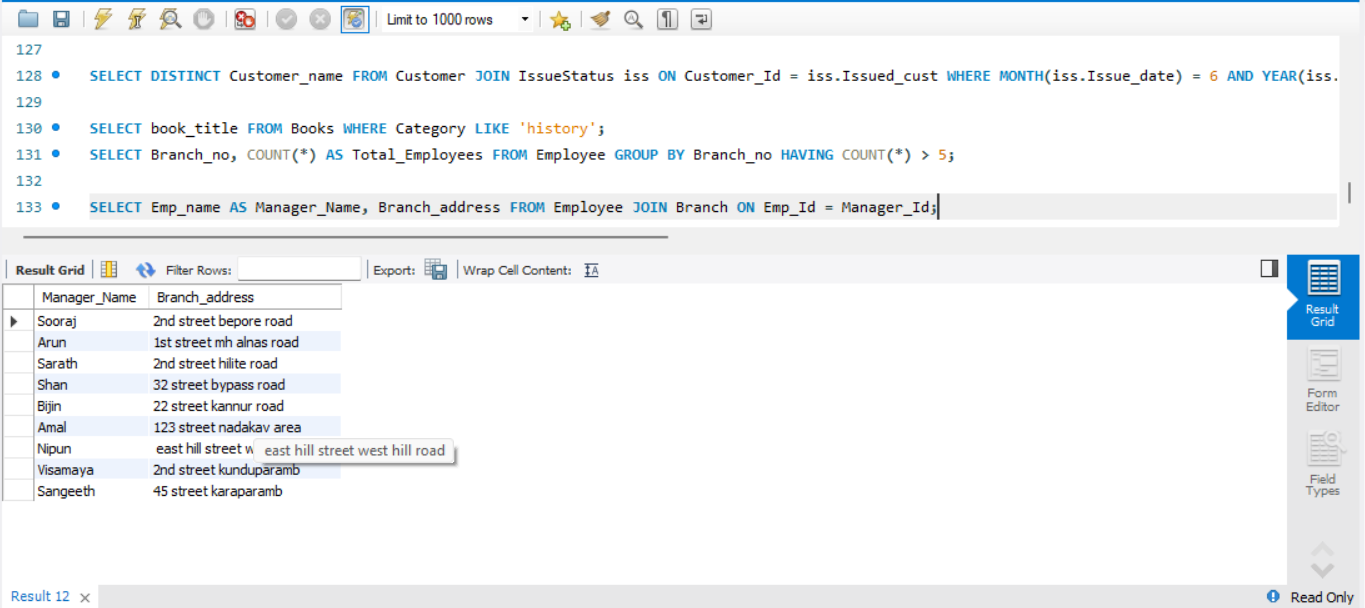 Limit to 1000 rows
127
128 SELECT DISTINCT Customer_name FROM Customer JOIN IssueStatus iss ON Customer_Id = iss.Issued_cust WHERE MONTH(iss.Issue_date) = 6 AND YEAR(iss.
129
130 SELECT book_title FROM Books WHERE Category LIKE 'history';
131 SELECT Branch_no, COUNT(*) AS Total_Employees FROM Employee GROUP BY Branch_no HAVING COUNT(*) > 5;
132
133 SELECT Emp_name AS Manager_Name, Branch_address FROM Employee JOIN Branch ON Emp_Id = Manager_Id;
Result Grid Filter Rows: Export: Wrap Cell Content: IA
Manager_Name Branch_address
Sooraj 2nd street bepore road
Arun 1st street mh alnas road
Sarath 2nd street hilite road
Shan 32 street bypass road
Bijin 22 street kannur road
Amal 123 street nadakav area
Nipun east hill street w
east hill street west hill road
Visamaya 2nd street kunduparamb
Sangeeth 45 street karaparamb
Result
Grid
Form
Editor
Field
Types
Result 12 Read Only